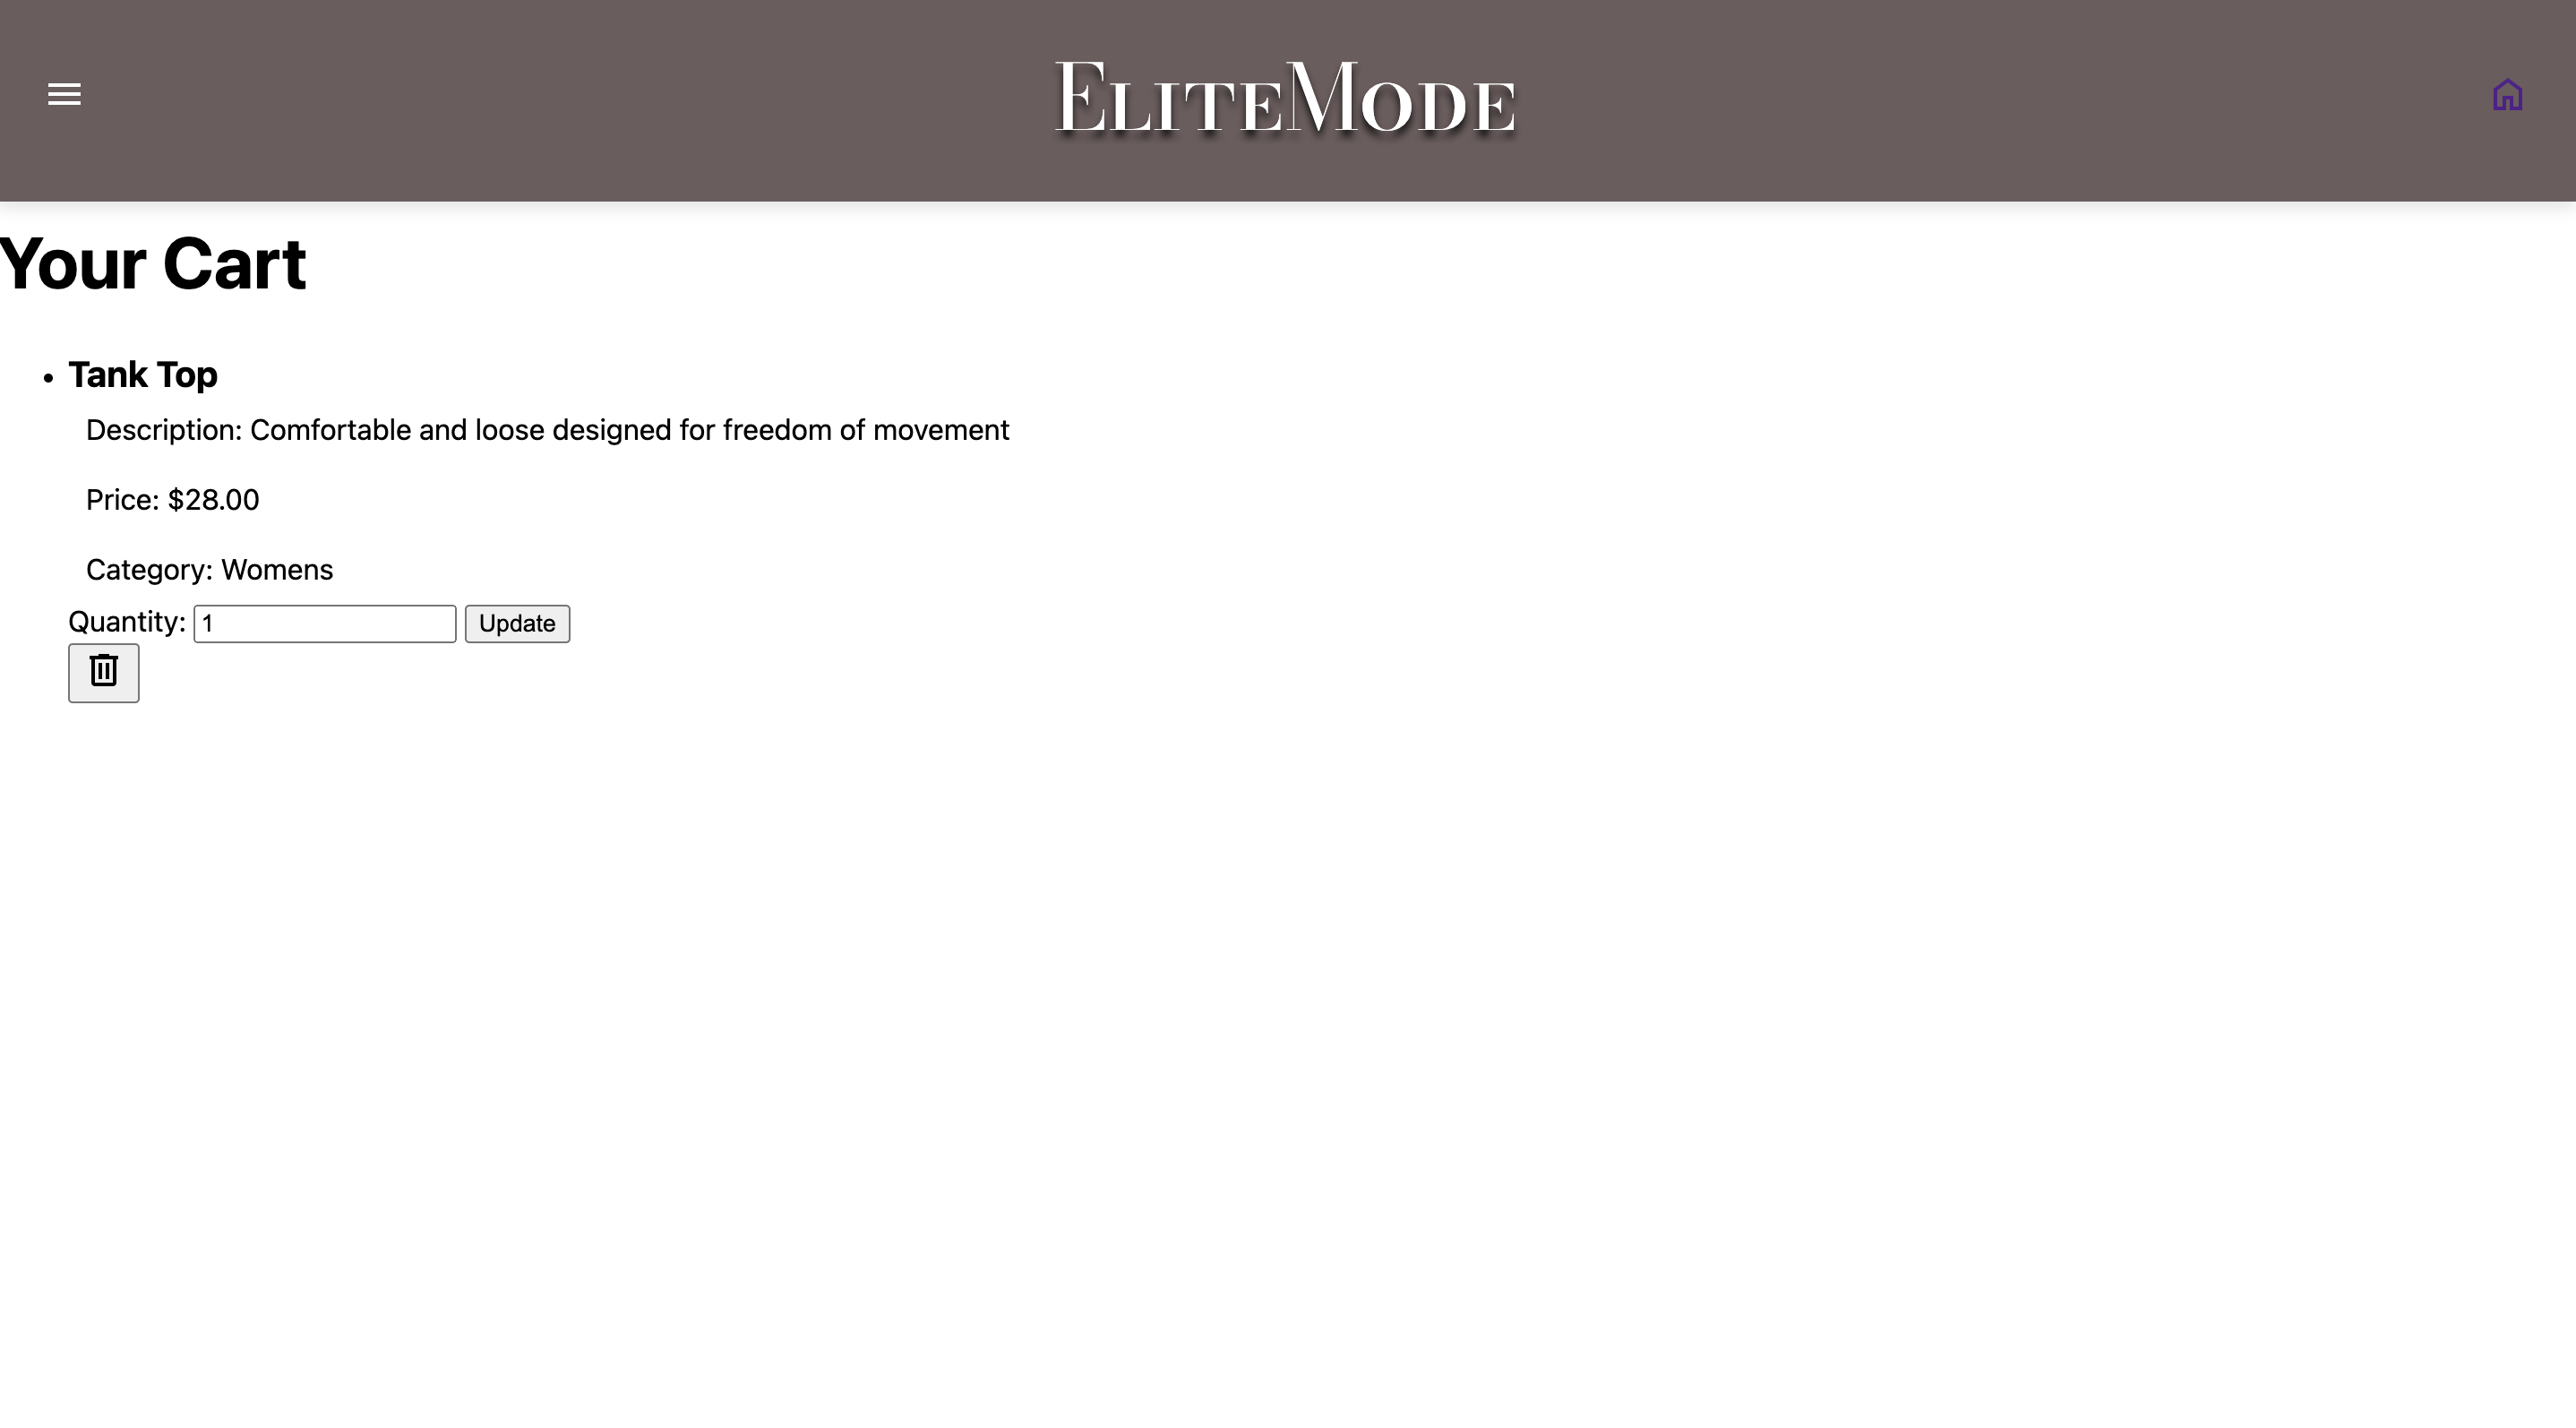 EliteMode
Your Cart
Tank Top
Description: Comfortable and loose designed for freedom of movement
Price: $28.00
Category: Womens
Quantity: 1 Update